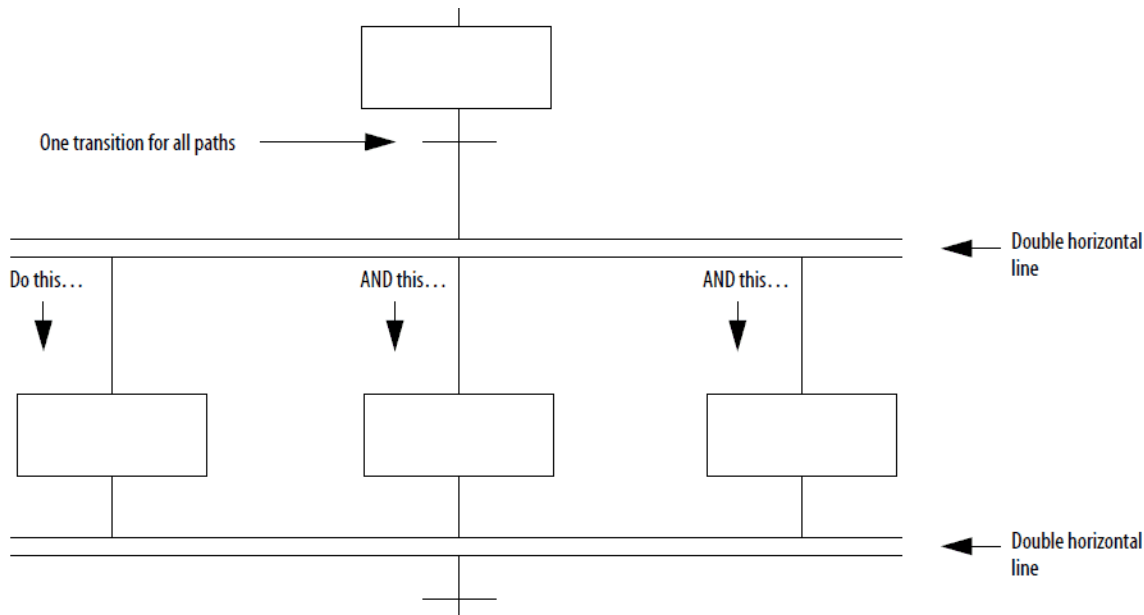 One transition for all paths
Double horizontal
line
Do this…
AND this…
AND this…
Double horizontal
line